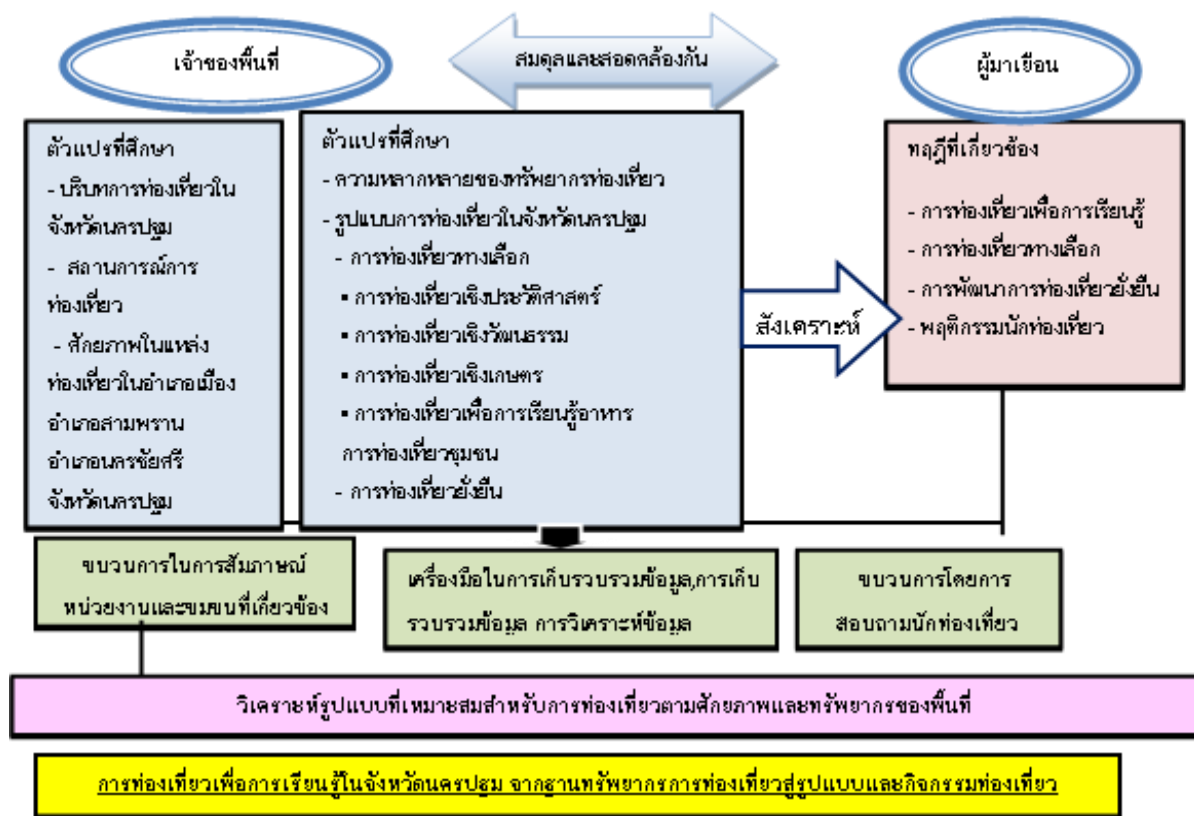 เจ้าของพื้นที่
สมดุลและสอดคล้องกัน
ผู้มาเยือน
ตัวแปรที่ศึกษา
- บริบทการท่องเที่ยวใน
จังหวัดนครปฐม
- สถานการณ์การ
ท่องเที่ยว
- ศักยภาพในแหล่ง
ท่องเที่ยวในอำเภอเมือง
อำเภอสามพราน
อำเภอนครชัยศรี
จังหวัดนครปฐม
ตัวแปรที่ศึกษา
- ความหลากหลายของทรัพยากรท่องเที่ยว
- รูปแบบการท่องเที่ยวในจังหวัดนครปฐม
- การท่องเที่ยวทางเลือก
▪ การท่องเที่ยวเชิงประวัติศาสตร์
▪ การท่องเที่ยวเชิงวัฒนธรรม
▪ การท่องเที่ยวเชิงเกษตร
▪ การท่องเที่ยวเพื่อการเรียนรู้อาหาร
การท่องเที่ยวชุมชน
- การท่องเที่ยวยั่งยืน
สังเคราะห์
ทฤฎีที่เกี่ยวข้อง
- การท่องเที่ยวเพื่อการเรียนรู้
- การท่องเที่ยวทางเลือก
- การพัฒนาการท่องเที่ยวยั่งยืน
- พฤติกรรมนักท่องเที่ยว
ขบวนการในการสัมภาษณ์
หน่วยงานและชมชนที่เกี่ยวข้อง
เครื่องมือในการเก็บรวบรวมข้อมูล,การเก็บ
รวบรวมข้อมูล การวิเคราะห์ข้อมูล
ขบวนการโดยการ
สอบถามนักท่องเที่ยว
วิเคราะห์รูปแบบที่เหมาะสมสำหรับการท่องเที่ยวตามศักยภาพและทรัพยากรของพื้นที่
การท่องเที่ยวเพื่อการเรียนรู้ในจังหวัดนครปฐม จากฐานทรัพยากรการท่องเที่ยวสู่รูปแบบและกิจกรรมท่องเที่ยว